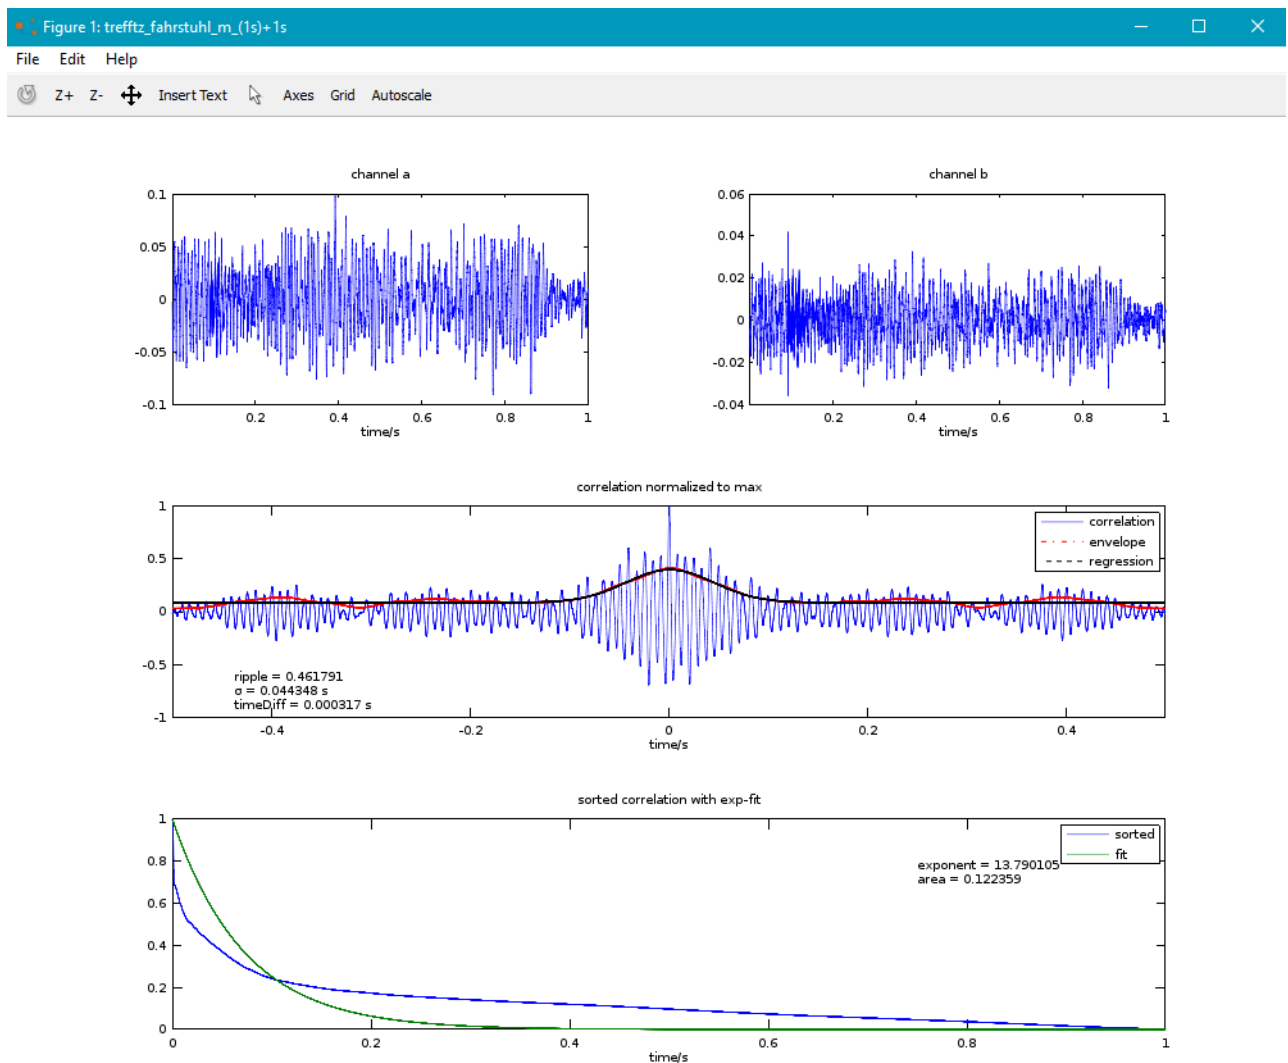 Figure 1: trefftz_fahrstuhl_m_(1s)+1s
File Edit Help
Z+ Z- Insert Text Axes Grid Autoscale
channel a
0.1
0.05
0
-0.05
-0.1
0.2 0.4 0.6 0.8 1
time/s
channel b
0.06
0.04
0.02
0
-0.02
-0.04
0.2 0.4 0.6 0.8 1
time/s
correlation normalized to max
1
0.5
0
-0.5
-1
correlation
envelope
regression
ripple = 0.461791
σ = 0.044348 s
timeDiff = 0.000317 s
-0.4 -0.2 0 0.2 0.4
time/s
sorted correlation with exp-fit
1
0.8
0.6
0.4
0.2
0
sorted
fit
exponent = 13.790105
area = 0.122359
0 0.2 0.4 0.6 0.8 1
time/s